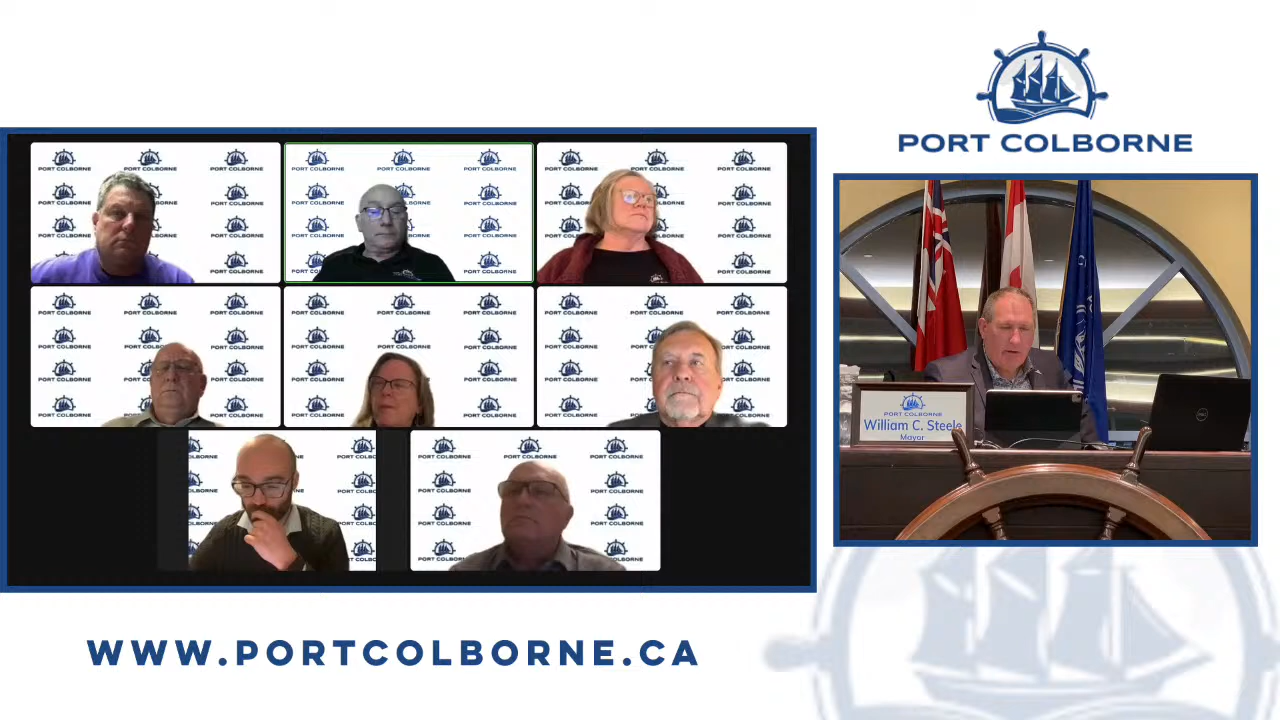 PORT COLBORNE
PORT COLBORNE
William C. Steele
Mayor
WWW.PORTCOLBORNE.CA